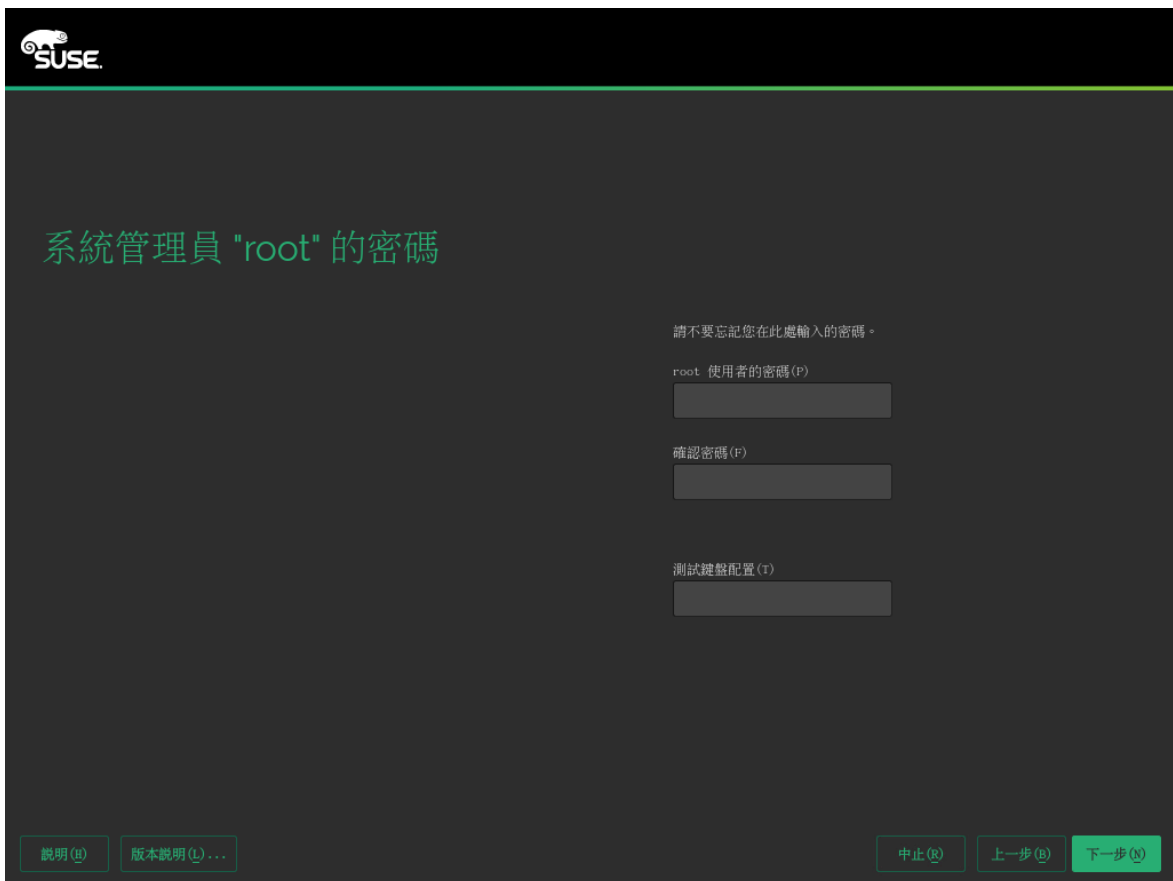 SUSE.
系統管理員 "root" 的密碼
請不要忘記您在此處輸入的密碼。
root 使用者的密碼(P)
確認密碼(F)
測試鍵盤配置(T)
說明(H) 版本說明(L)... 中止(R) 上一步(B) 下一步(N)